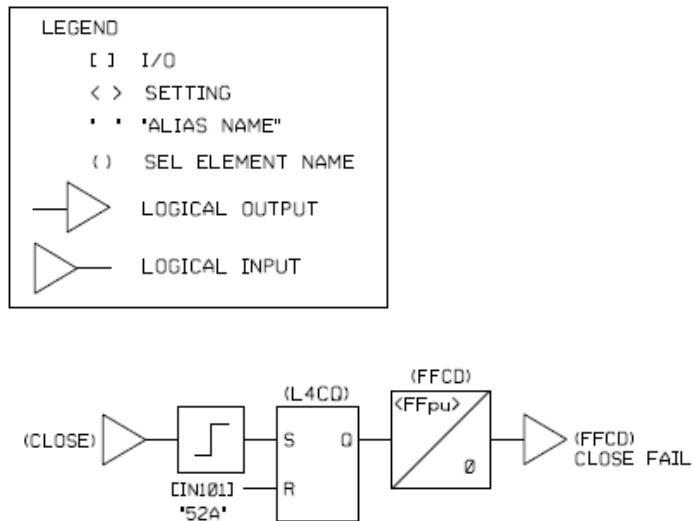 LEGEND
[ ] I/O
< > SETTING
' ' "ALIAS NAME"
( ) SEL ELEMENT NAME
LOGICAL OUTPUT
LOGICAL INPUT
(FFCD)
(L4CQ)
<FFpu>
(CLOSE)
S Q
0
(FFCD)
CLOSE FAIL
[IN101]
R
"52A"